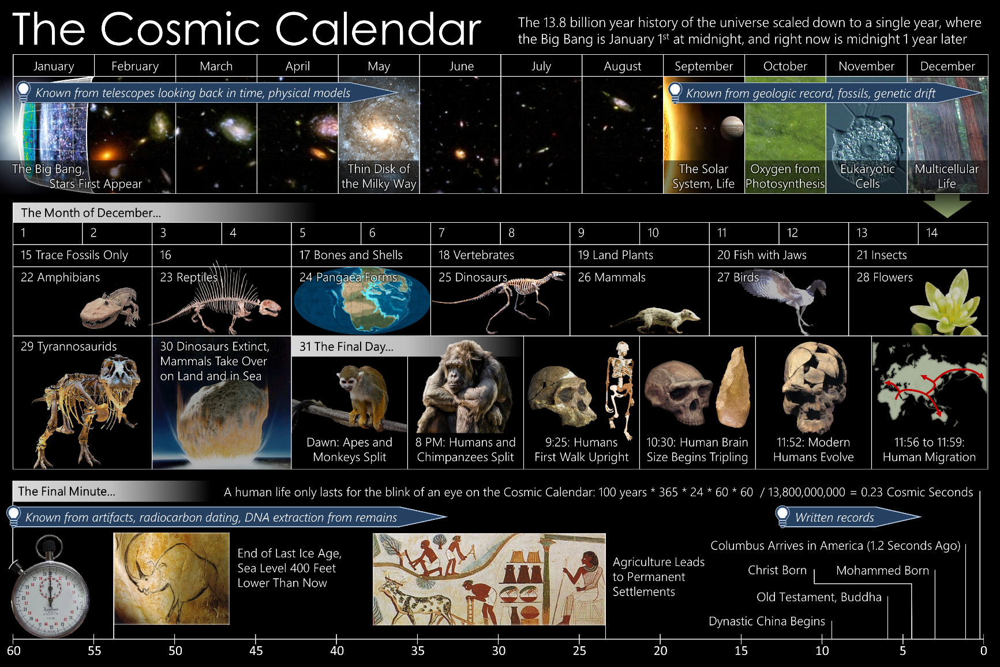 The Cosmic Calendar
The 13.8 billion year history of the universe scaled down to a single year, where
the Big Bang is January 1st at midnight, and right now is midnight 1 year later
January
February
March
April
May
June
July
August
September
October
November
December
Known from telescopes looking back in time, physical models
Known from geologic record, fossils, genetic drift
The Big Bang,
Stars First Appear
Thin Disk of
the Milky Way
The Solar
System, Life
Oxygen from
Photosynthesis
Eukaryotic
Cells
Multicellular
Life
The Month of December...
1
2
3
4
5
6
7
8
9
10
11
12
13
14
15 Trace Fossils Only
16
17 Bones and Shells
18 Vertebrates
19 Land Plants
20 Fish with Jaws
21 Insects
22 Amphibians
23 Reptiles
24 Pangaea Forms
25 Dinosaurs
26 Mammals
27 Birds
28 Flowers
29 Tyrannosaurids
30 Dinosaurs Extinct,
Mammals Take Over
on Land and in Sea
31 The Final Day...
Dawn: Apes and
Monkeys Split
8 PM: Humans and
Chimpanzees Split
9:25: Humans
First Walk Upright
10:30: Human Brain
Size Begins Tripling
11:52: Modern
Humans Evolve
11:56 to 11:59:
Human Migration
The Final Minute...
A human life only lasts for the blink of an eye on the Cosmic Calendar: 100 years * 365 * 24 * 60 * 60 / 13,800,000,000 = 0.23 Cosmic Seconds
Known from artifacts, radiocarbon dating, DNA extraction from remains
Written records
End of Last Ice Age,
Sea Level 400 Feet
Lower Than Now
Agriculture Leads
to Permanent
Settlements
Columbus Arrives in America (1.2 Seconds Ago)
Christ Born
Mohammed Born
Old Testament, Buddha
Dynastic China Begins
60
55
50
45
40
35
30
25
20
15
10
5
0